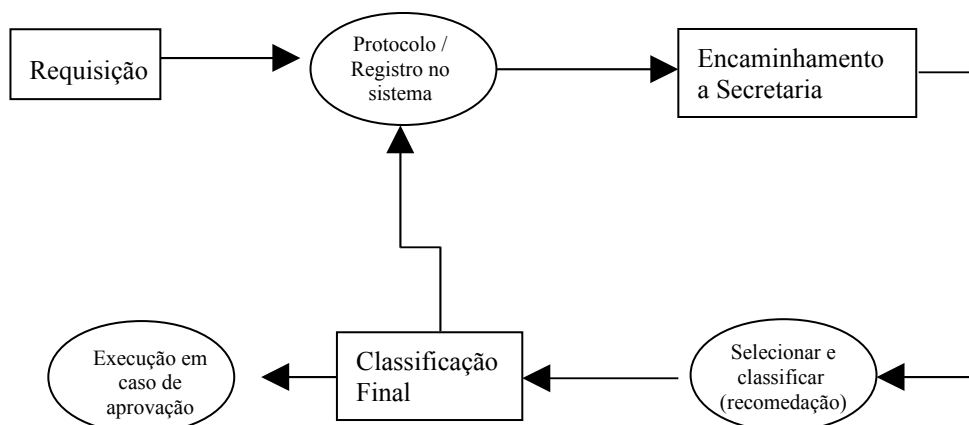 Requisição
Protocolo /
Registro no
sistema
Encaminhamento
a Secretaria
Execução em
caso de
aprovação
Classificação
Final
Selecionar e
classificar
(recomedação)